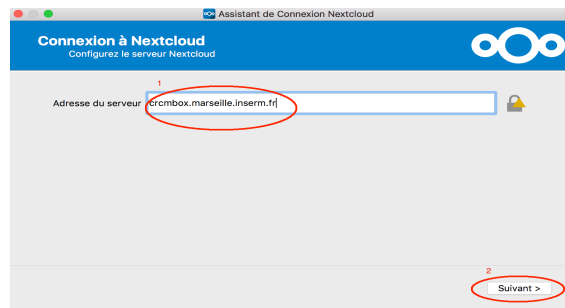 Assistant de Connexion Nextcloud
Connexion à Nextcloud
Configurez le serveur Nextcloud
1
Adresse du serveur crcmbox.marseille.inserm.fr
2
Suivant >